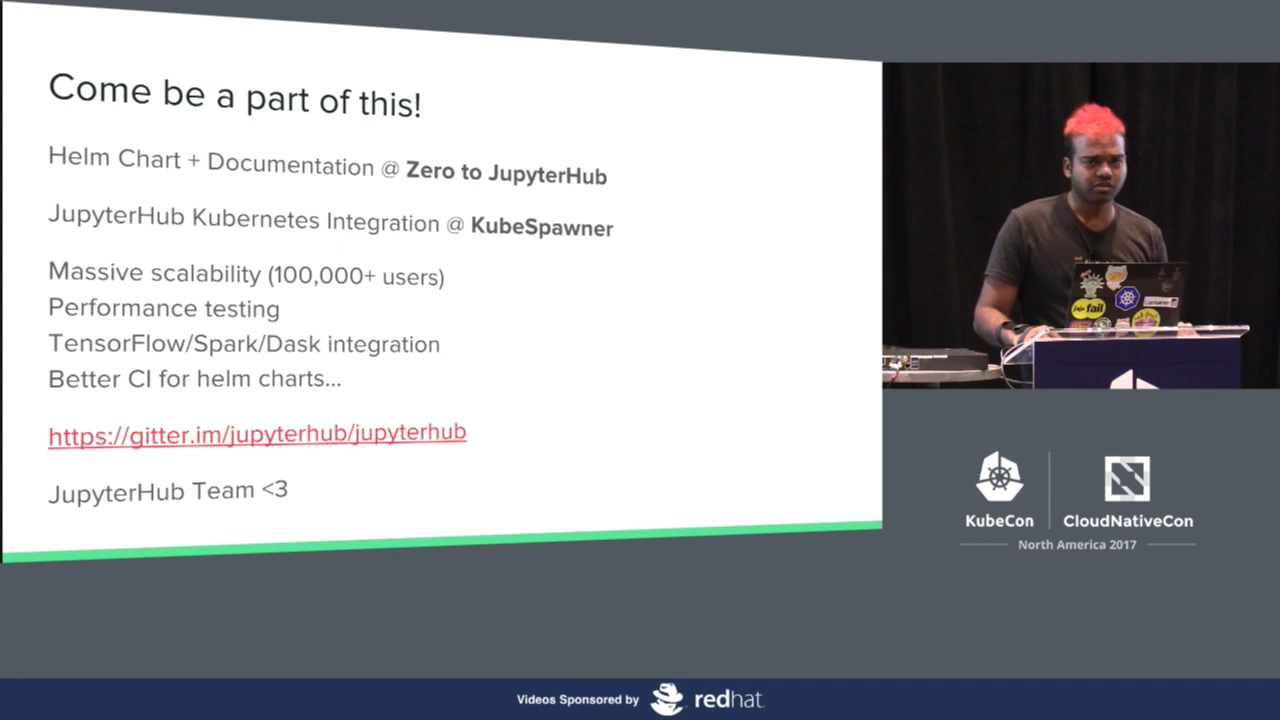 Come be a part of this!
Helm Chart + Documentation @ Zero to JupyterHub
JupyterHub Kubernetes Integration @ KubeSpawner
Massive scalability (100,000+ users)
Performance testing
TensorFlow/Spark/Dask integration
Better CI for helm charts...
https://gitter.im/jupyterhub/jupyterhub
JupyterHub Team <3
fail
Container
KubeCon
CloudNativeCon
North America 2017
Videos Sponsored by
redhat